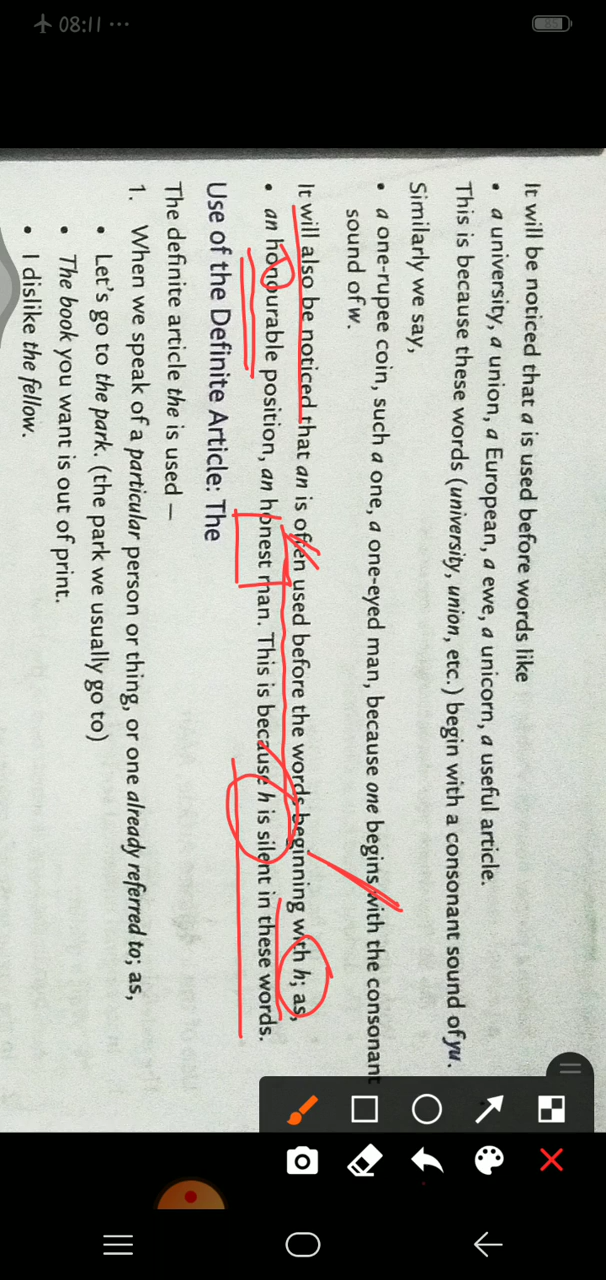 08:11 ...
85
It will be noticed that a is used before words like
• a university, a union, a European, a ewe, a unicorn, a useful article.
This is because these words (university, union, etc.) begin with a consonant sound of yu.
Similarly we say,
• a one-rupee coin, such a one, a one-eyed man, because one begins with the consonant
sound of w.
It will also be noticed that an is often used before the words beginning with h; as,
• an honourable position, an honest man. This is because h is silent in these words.
Use of the Definite Article: The
The definite article the is used —
1. When we speak of a particular person or thing, or one already referred to; as,
• Let's go to the park. (the park we usually go to)
• The book you want is out of print.
• I dislike the fellow.